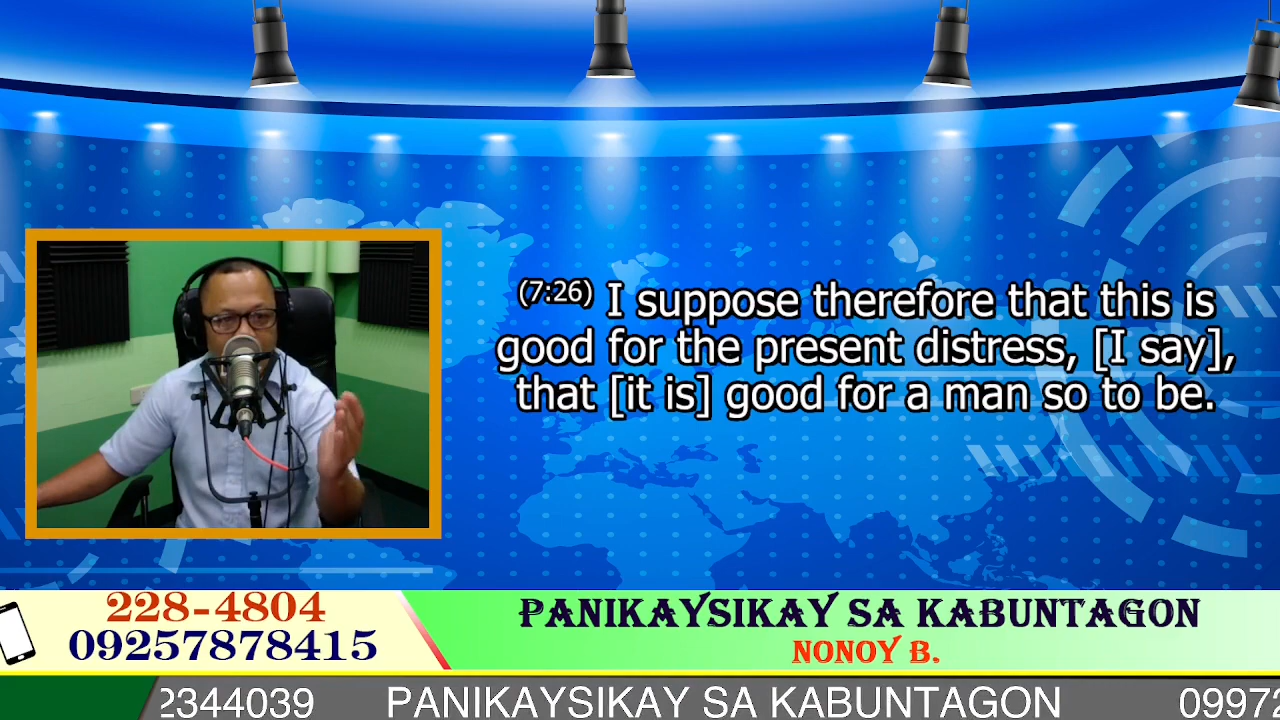 (7:26) I suppose therefore that this is
good for the present distress, [I say],
that [it is] good for a man so to be.
228-4804
09257878415
PANIKAYSIKAY SA KABUNTAGON
NONOY B.
2344039 PANIKAYSIKAY SA KABUNTAGON 09972